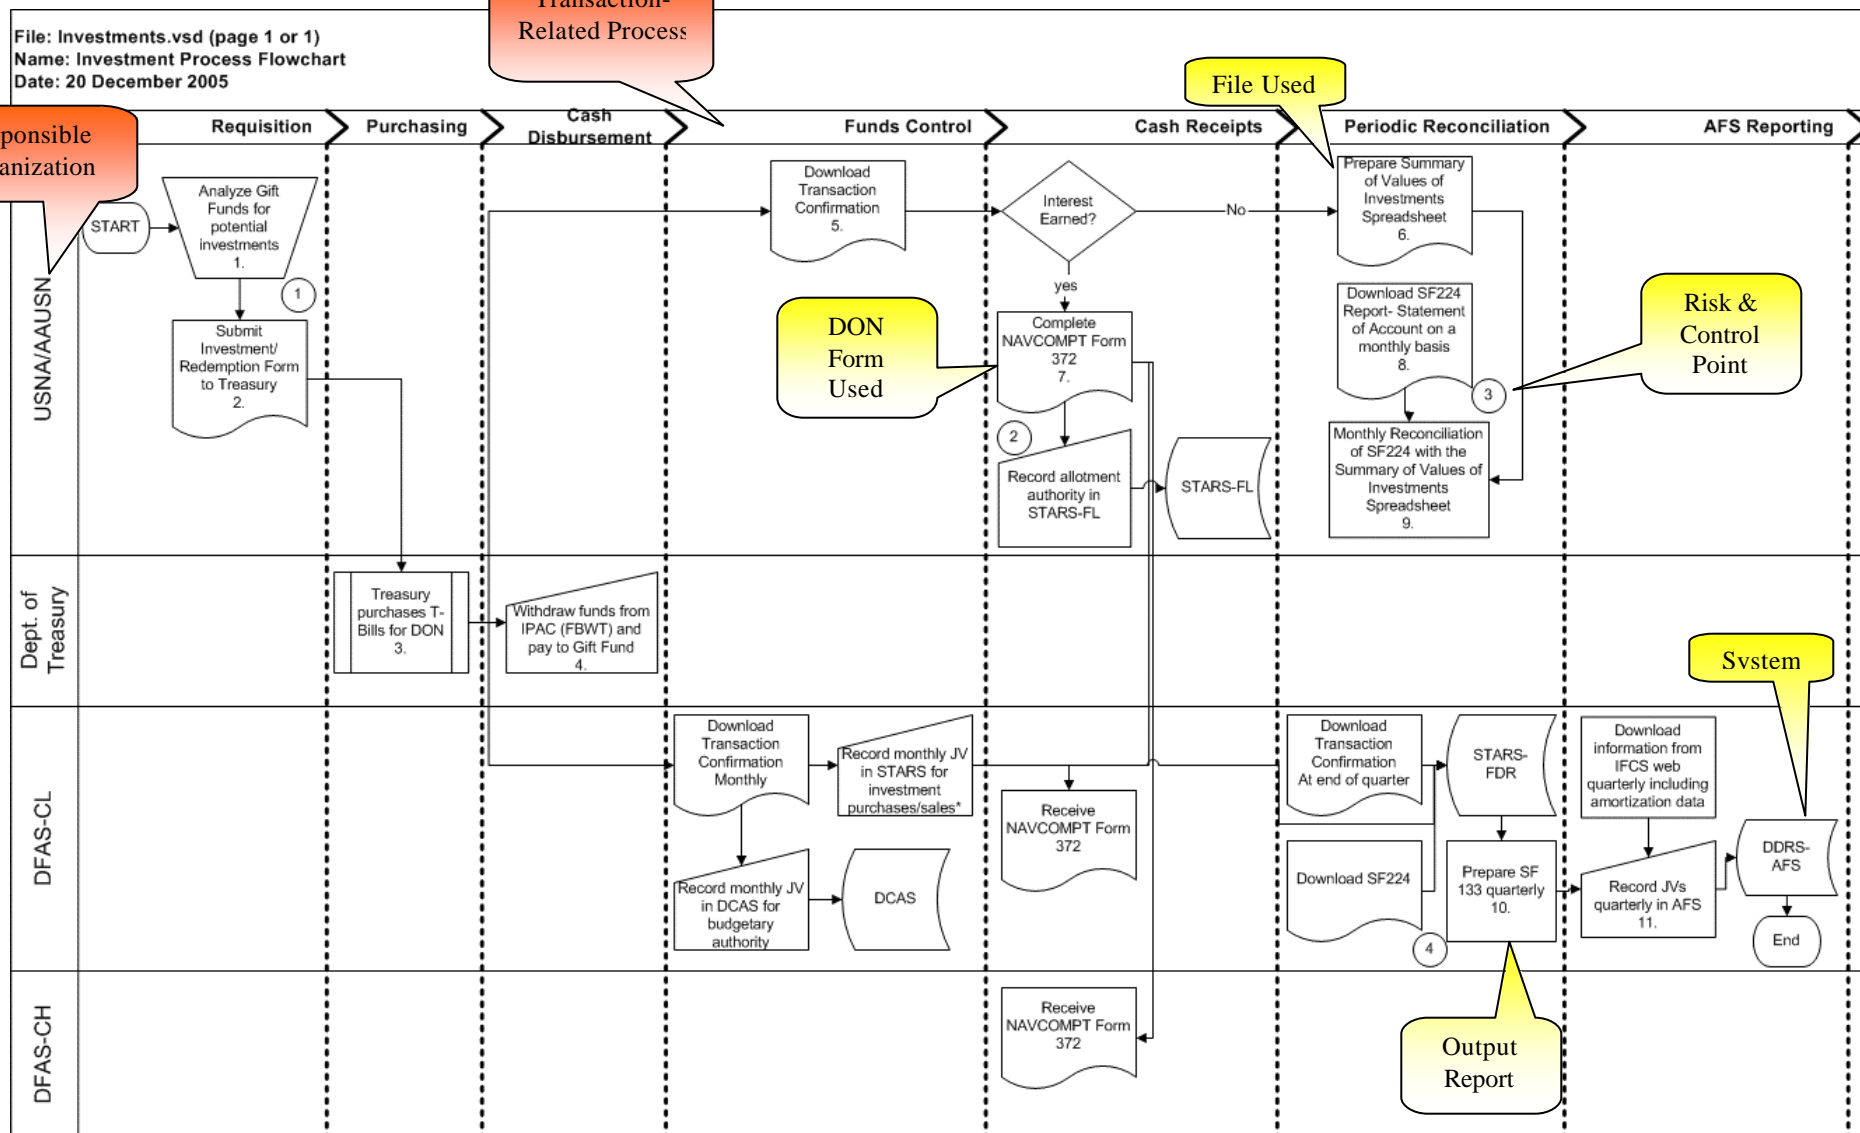 Transaction-
Related Process
File: Investments.vsd (page 1 or 1)
Name: Investment Process Flowchart
Date: 20 December 2005
File Used
Requisition
Purchasing
Cash
Disbursement
Funds Control
Cash Receipts
Periodic Reconciliation
AFS Reporting
ponsible
anization
USNA/AAUSN
START
Analyze Gift
Funds for
potential
investments
1.
1
Submit
Investment/
Redemption Form
to Treasury
2.
Download
Transaction
Confirmation
5.
Interest
Earned?
No
yes
Prepare Summary
of Values of
Investments
Spreadsheet
6.
DON
Form
Used
Complete
NAVCOMPT Form
372
7.
2
Record allotment
authority in
STARS-FL
STARS-FL
Download SF224
Report- Statement
of Account on a
monthly basis
8.
3
Risk &
Control
Point
Monthly Reconciliation
of SF224 with the
Summary of Values of
Investments
Spreadsheet
9.
Dept. of
Treasury
Treasury
purchases T-
Bills for DON
3.
Withdraw funds from
IPAC (FBWT) and
pay to Gift Fund
4.
System
DFAS-CL
Download
Transaction
Confirmation
Monthly
Record monthly JV
in STARS for
investment
purchases/sales*
Record monthly JV
in DCAS for
budgetary
authority
DCAS
Receive
NAVCOMPT Form
372
Download
Transaction
Confirmation
At end of quarter
STARS-
FDR
Download SF224
4
Prepare SF
133 quarterly
10.
Download
information from
IFCS web
quarterly including
amortization data
Record JVs
quarterly in AFS
11.
DDRS-
AFS
End
DFAS-CH
Receive
NAVCOMPT Form
372
Output
Report